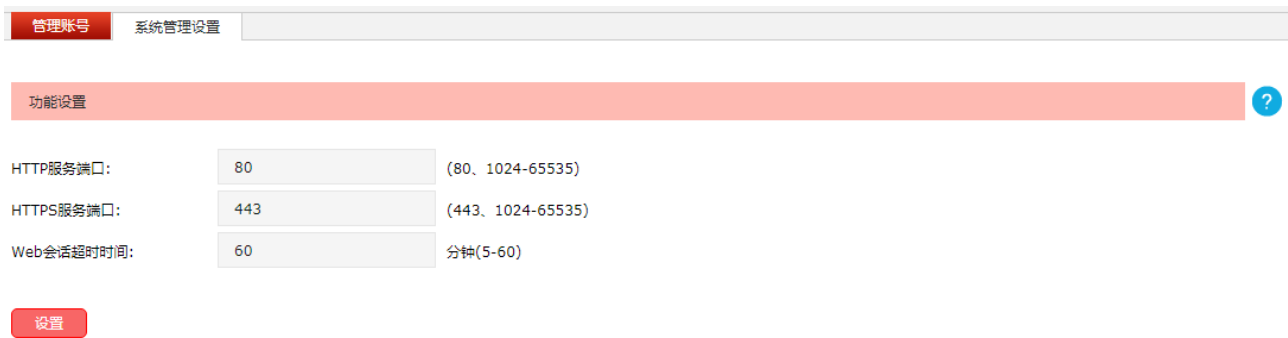 管理账号 系统管理设置
功能设置 ?
HTTP服务端口: 80 (80、1024-65535)
HTTPS服务端口: 443 (443、1024-65535)
Web会话超时时间: 60 分钟(5-60)
设置